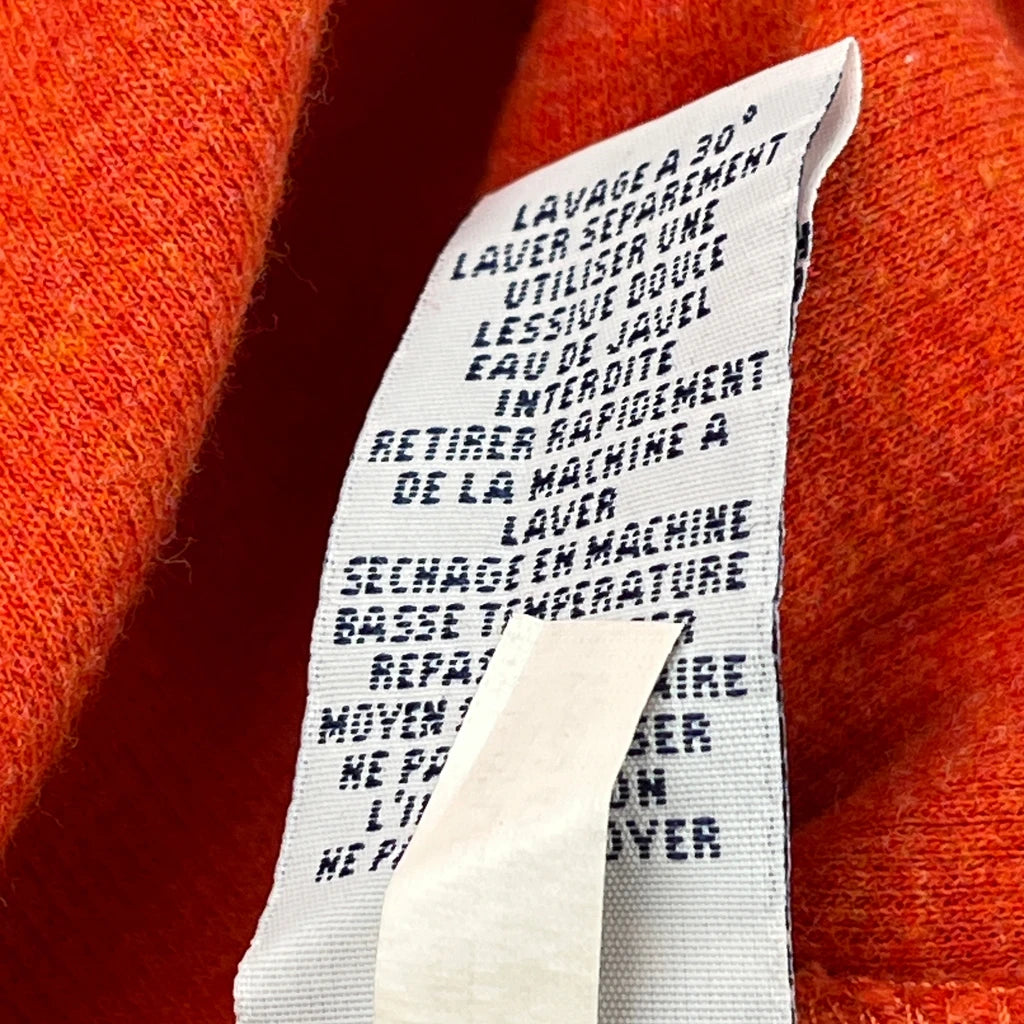 LAVAGE A 30°
LAVER SEPAREMENT
UTILISER UNE
LESSIVE DOUCE
EAU DE JAVEL
INTERDITE
RETIRER RAPIDEMENT
DE LA MACHINE A
LAVER
SECHAGE EN MACHINE
BASSE TEMPERATURE
MOYEN
NE